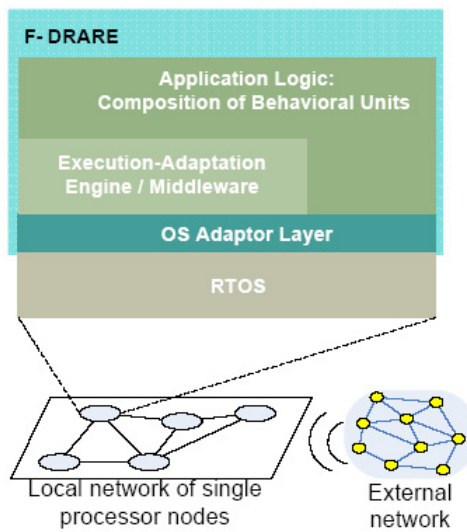 F- DRARE
Application Logic:
Composition of Behavioral Units
Execution-Adaptation
Engine / Middleware
OS Adaptor Layer
RTOS
Local network of single
processor nodes
External
network